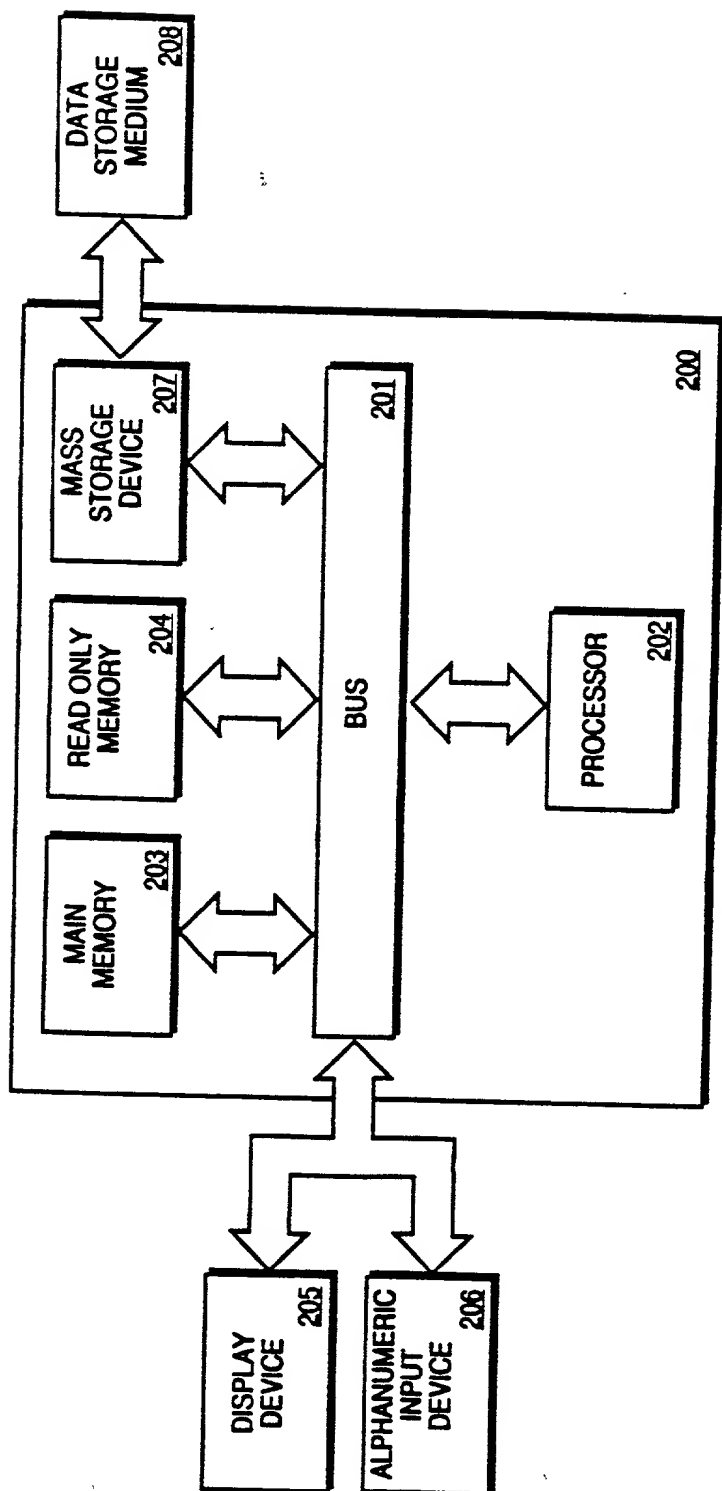 MAIN
MEMORY
203
READ ONLY
MEMORY
204
MASS
STORAGE
DEVICE
207
DATA
STORAGE
MEDIUM
208
DISPLAY
DEVICE
205
BUS
201
ALPHANUMERIC
INPUT
DEVICE
206
PROCESSOR
202
200